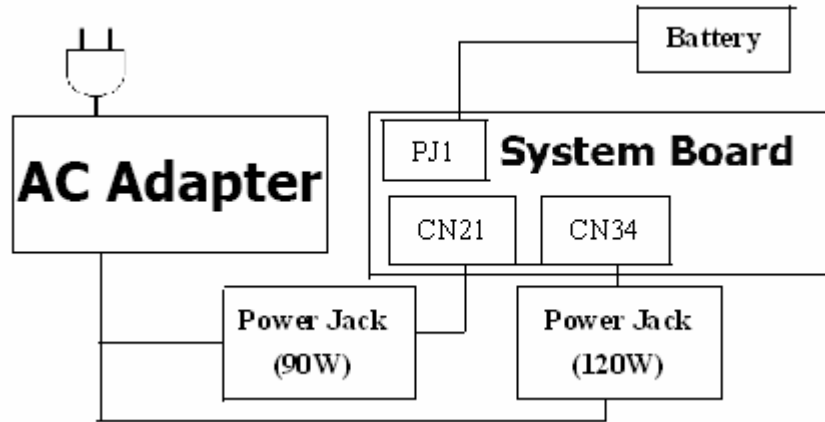 Battery
PJ1
System Board
AC Adapter
CN21
CN34
Power Jack
(90W)
Power Jack
(120W)